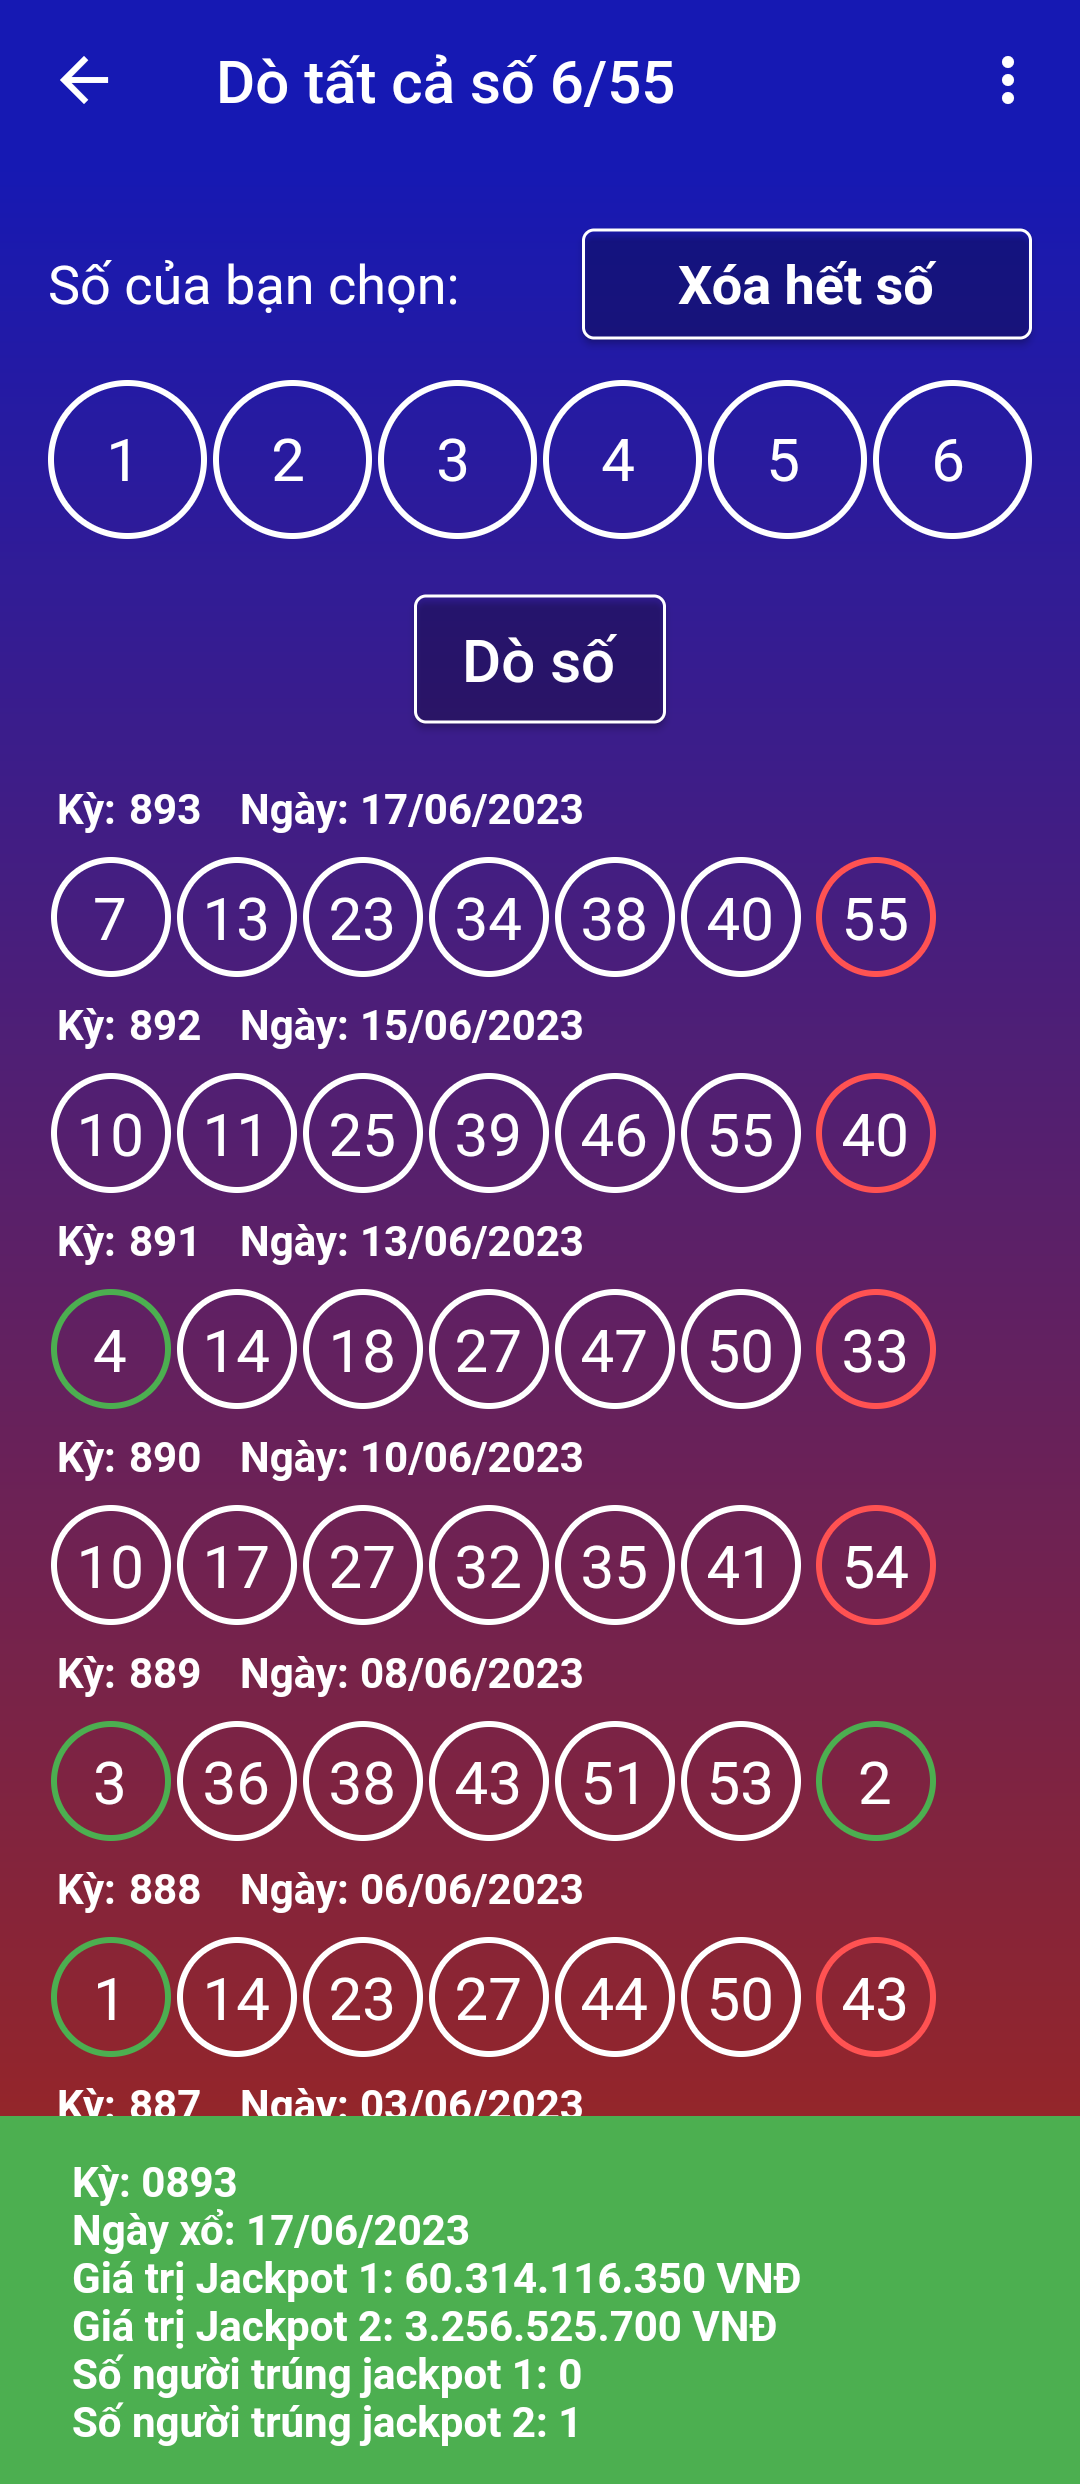 Dò tất cả số 6/55
Số của bạn chọn: Xóa hết số
1 2 3 4 5 6
Dò số
Kỳ: 893 Ngày: 17/06/2023
7 13 23 34 38 40 55
Kỳ: 892 Ngày: 15/06/2023
10 11 25 39 46 55 40
Kỳ: 891 Ngày: 13/06/2023
4 14 18 27 47 50 33
Kỳ: 890 Ngày: 10/06/2023
10 17 27 32 35 41 54
Kỳ: 889 Ngày: 08/06/2023
3 36 38 43 51 53 2
Kỳ: 888 Ngày: 06/06/2023
1 14 23 27 44 50 43
Kỳ: 887 Ngày: 03/06/2023
Kỳ: 0893
Ngày xổ: 17/06/2023
Giá trị Jackpot 1: 60.314.116.350 VNĐ
Giá trị Jackpot 2: 3.256.525.700 VNĐ
Số người trúng jackpot 1: 0
Số người trúng jackpot 2: 1